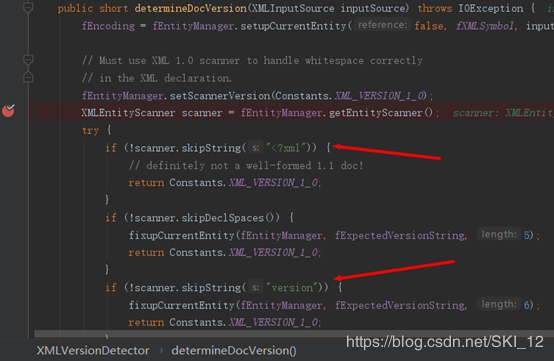 public short determineDocVersion(XMLInputSource inputSource) throws IOException {
fEncoding = fEntityManager.setupCurrentEntity( reference: false, fXMLSymbol, input
// Must use XML 1.0 scanner to handle whitespace correctly
// in the XML declaration.
fEntityManager.setScannerVersion(Constants.XML_VERSION_1_0);
XMLEntityScanner scanner = fEntityManager.getEntityScanner(); scanner: XMLEntit
try {
if (!scanner.skipString( s: "<?xml")) {
// definitely not a well-formed 1.1 doc!
return Constants.XML_VERSION_1_0;
}
if (!scanner.skipDeclSpaces()) {
fixupCurrentEntity(fEntityManager, fExpectedVersionString, length: 5);
return Constants.XML_VERSION_1_0;
}
if (!scanner.skipString( s: "version")) {
fixupCurrentEntity(fEntityManager, fExpectedVersionString, length: 6);
return Constants.XML_VERSION_1_0;
}
XMLVersionDetector › determineDocVersion()
https://blog.csdn.net/SKI_12